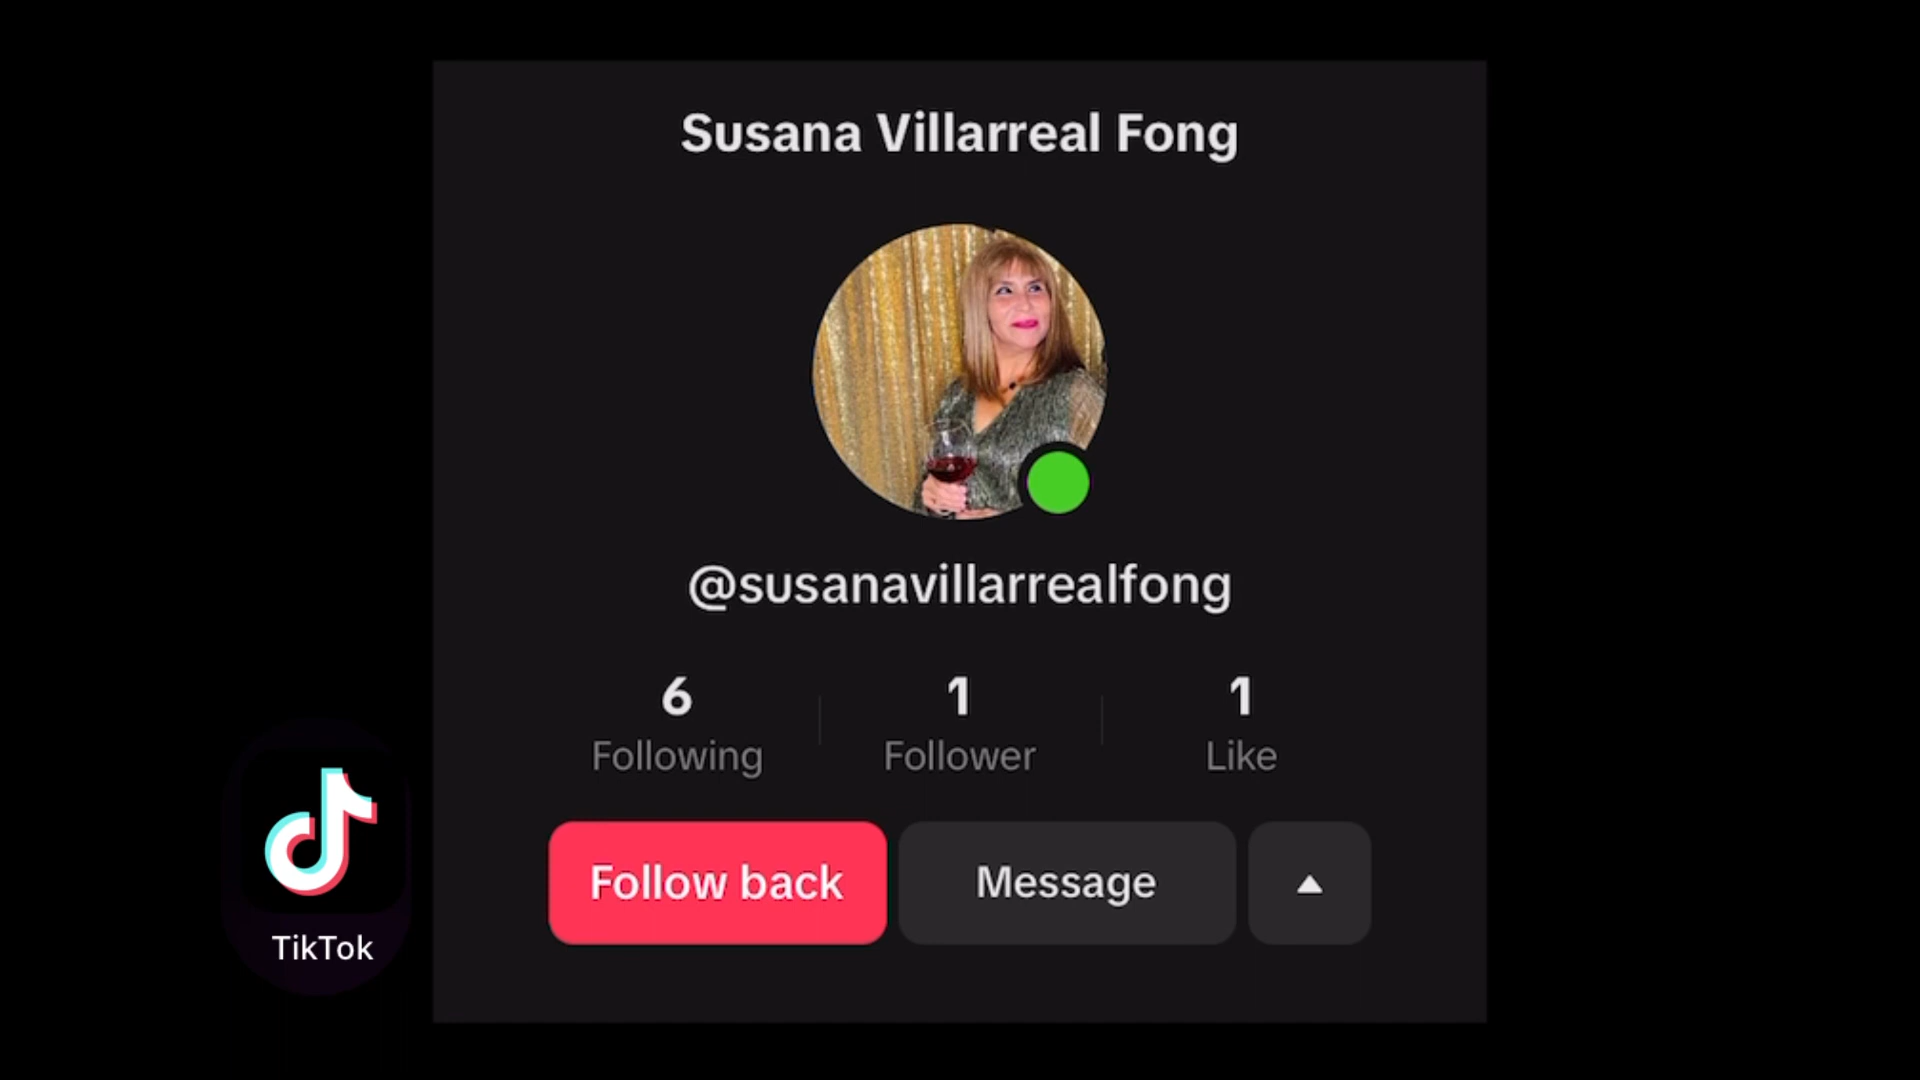 Susana Villarreal Fong
@susanavillarrealfong
6 1 1
Following Follower Like
Follow back Message
TikTok